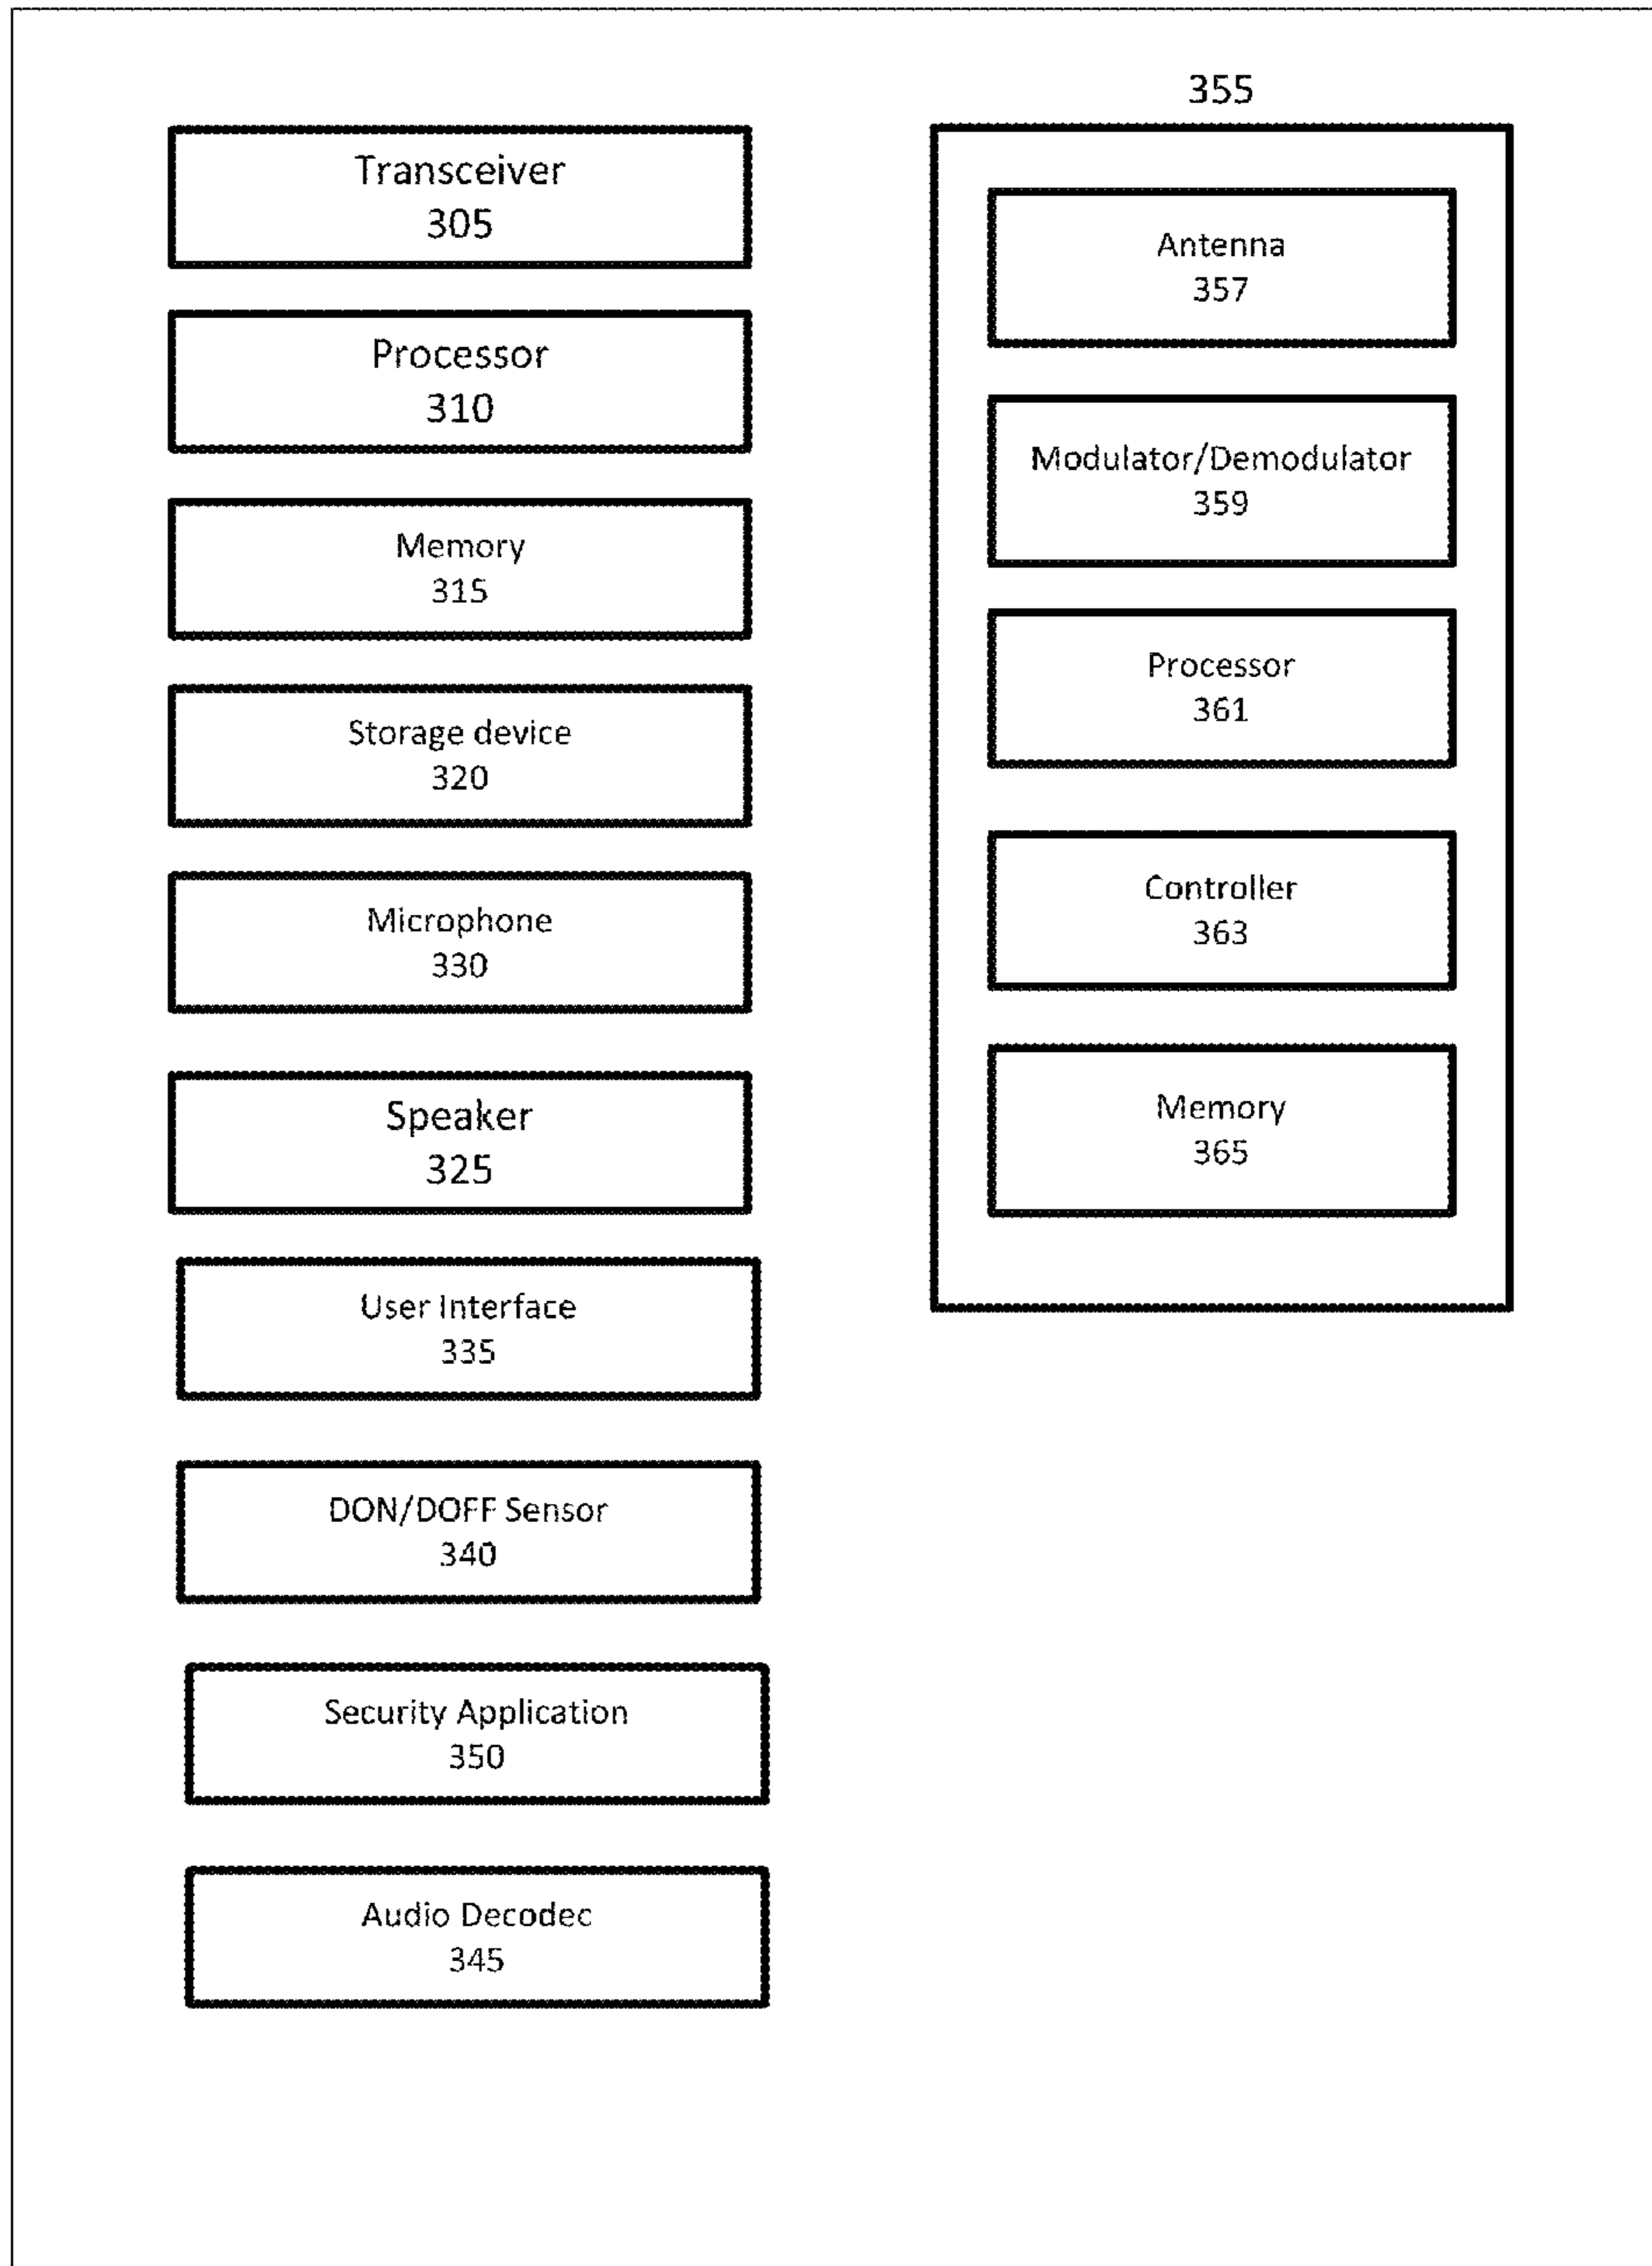 Transceiver
305
Processor
310
Memory
315
Storage device
320
Microphone
330
Speaker
325
User Interface
335
DON/DOFF Sensor
340
Security Application
350
Audio Decodec
345
355
Antenna
357
Modulator/Demodulator
359
Processor
361
Controller
363
Memory
365